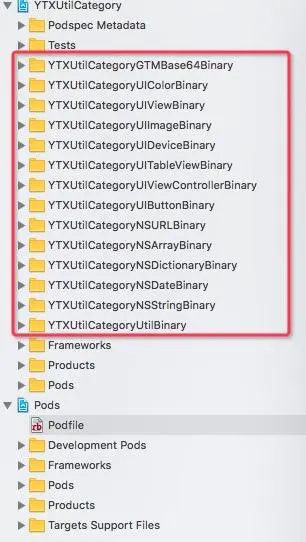 YTXUtilCategory
Podspec Metadata
Tests
YTXUtilCategoryGTMBase64Binary
YTXUtilCategoryUIColorBinary
YTXUtilCategoryUIViewBinary
YTXUtilCategoryUIImageBinary
YTXUtilCategoryUIDeviceBinary
YTXUtilCategoryUITableViewBinary
YTXUtilCategoryUIViewControllerBinary
YTXUtilCategoryUIButtonBinary
YTXUtilCategoryNSURLBinary
YTXUtilCategoryNSArrayBinary
YTXUtilCategoryNSDictionaryBinary
YTXUtilCategoryNSDateBinary
YTXUtilCategoryNSStringBinary
YTXUtilCategoryUtilBinary
Frameworks
Products
Pods
Pods
rb Podfile
Development Pods
Frameworks
Pods
Products
Targets Support Files